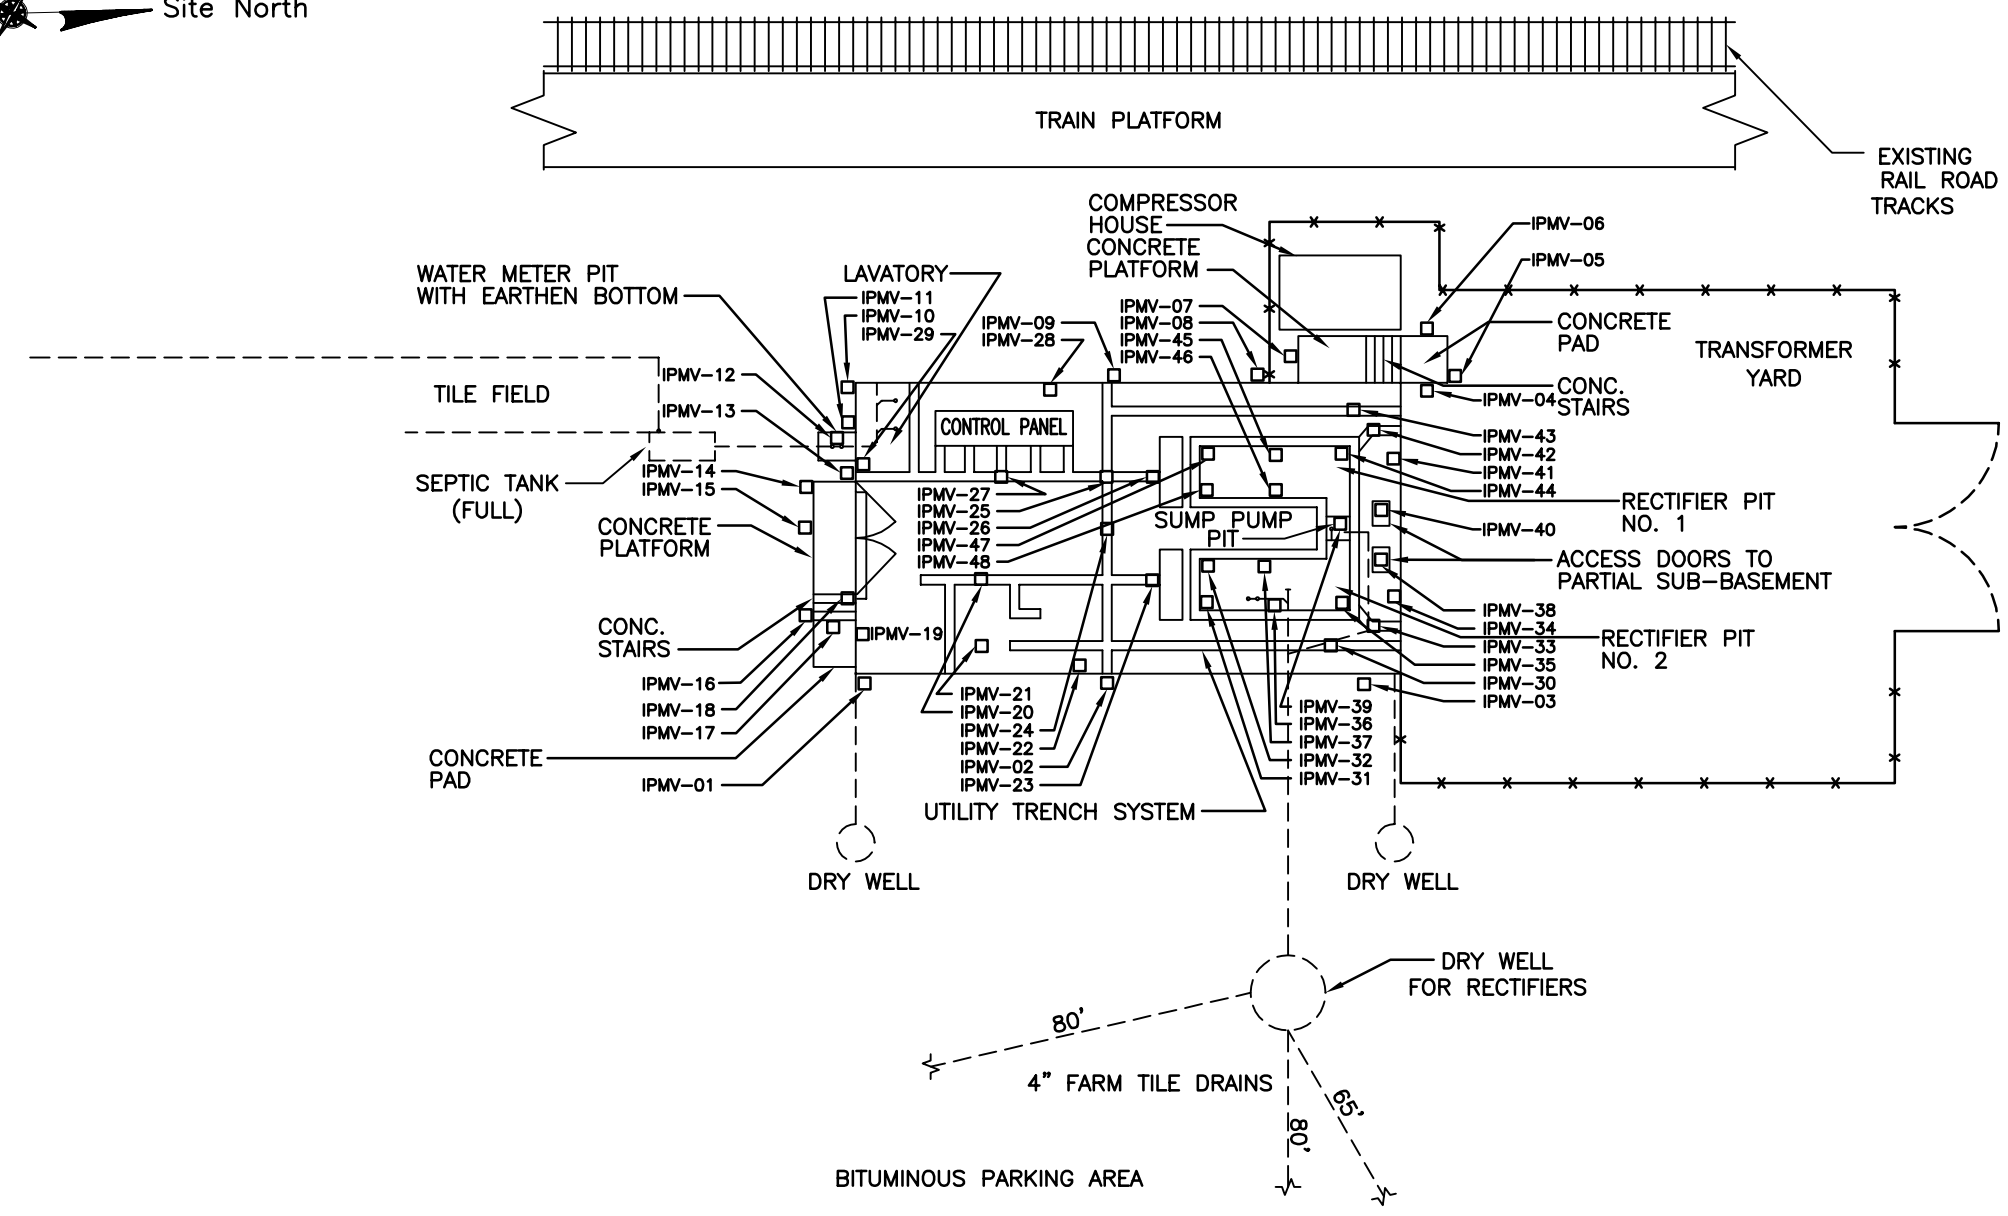 Site North
TRAIN PLATFORM
EXISTING
RAIL ROAD
TRACKS
COMPRESSOR
HOUSE
CONCRETE
PLATFORM
IPMV-06
IPMV-05
WATER METER PIT
WITH EARTHEN BOTTOM
LAVATORY
IPMV-11
IPMV-10
IPMV-29
IPMV-09
IPMV-28
IPMV-07
IPMV-08
IPMV-45
IPMV-46
CONCRETE
PAD
TRANSFORMER
YARD
TILE FIELD
IPMV-12
IPMV-13
CONTROL PANEL
IPMV-04
CONC.
STAIRS
IPMV-43
IPMV-42
IPMV-41
IPMV-44
SEPTIC TANK
(FULL)
IPMV-14
IPMV-15
CONCRETE
PLATFORM
IPMV-27
IPMV-25
IPMV-26
IPMV-47
IPMV-48
SUMP PUMP
PIT
RECTIFIER PIT
NO. 1
IPMV-40
ACCESS DOORS TO
PARTIAL SUB-BASEMENT
CONC.
STAIRS
IPMV-19
IPMV-38
IPMV-34
IPMV-33
IPMV-35
IPMV-30
IPMV-03
RECTIFIER PIT
NO. 2
IPMV-16
IPMV-18
IPMV-17
IPMV-21
IPMV-20
IPMV-24
IPMV-22
IPMV-02
IPMV-23
IPMV-39
IPMV-36
IPMV-37
IPMV-32
IPMV-31
CONCRETE
PAD
IPMV-01
UTILITY TRENCH SYSTEM
DRY WELL
DRY WELL
DRY WELL
FOR RECTIFIERS
80'
4" FARM TILE DRAINS
65'
80'
BITUMINOUS PARKING AREA